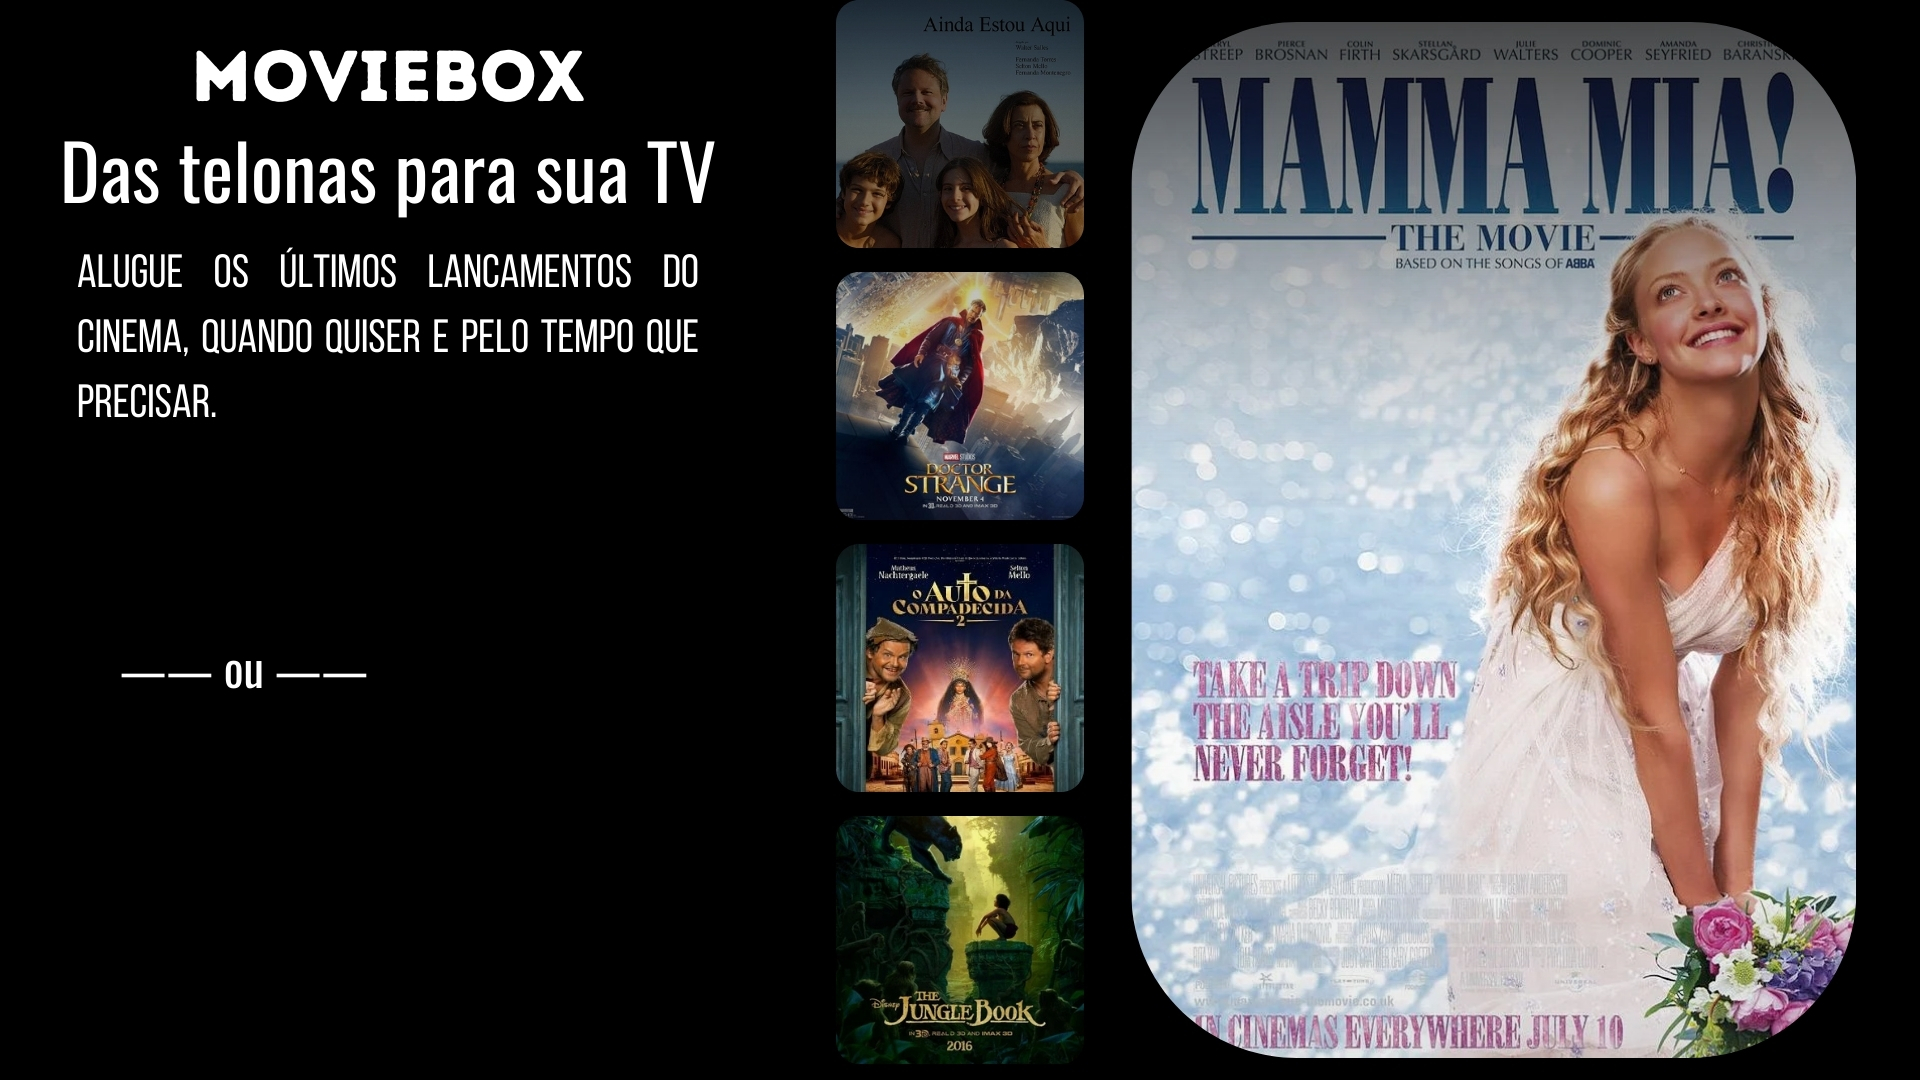 MOVIEBOX
Das telonas para sua TV
ALUGUE OS ÚLTIMOS LANCAMENTOS DO
CINEMA, QUANDO QUISER E PELO TEMPO QUE
PRECISAR.
—— ou ——
Ainda Estou Aqui
Walter Salles
Fernanda Torres
Selton Mello
Fernanda Montenegro
MARVEL STUDIOS
DOCTOR
STRANGE
NOVEMBER 4
IN 3D, REAL D 3D AND IMAX 3D
Matheus
Nachtergaele
Selton
Mello
O AUTO DA
COMPADECIDA
2
DISNEY
THE
JUNGLE BOOK
IN 3D REAL D 3D AND IMAX 3D
2016
STREEP
PIERCE
BROSNAN
COLIN
FIRTH
STELLAN
SKARSGÅRD
JULIE
WALTERS
DOMINIC
COOPER
AMANDA
SEYFRIED
MAMMA MIA!
THE MOVIE
BASED ON THE SONGS OF ABBA
TAKE A TRIP DOWN
THE AISLE YOU'LL
NEVER FORGET!
IN CINEMAS EVERYWHERE JULY 10